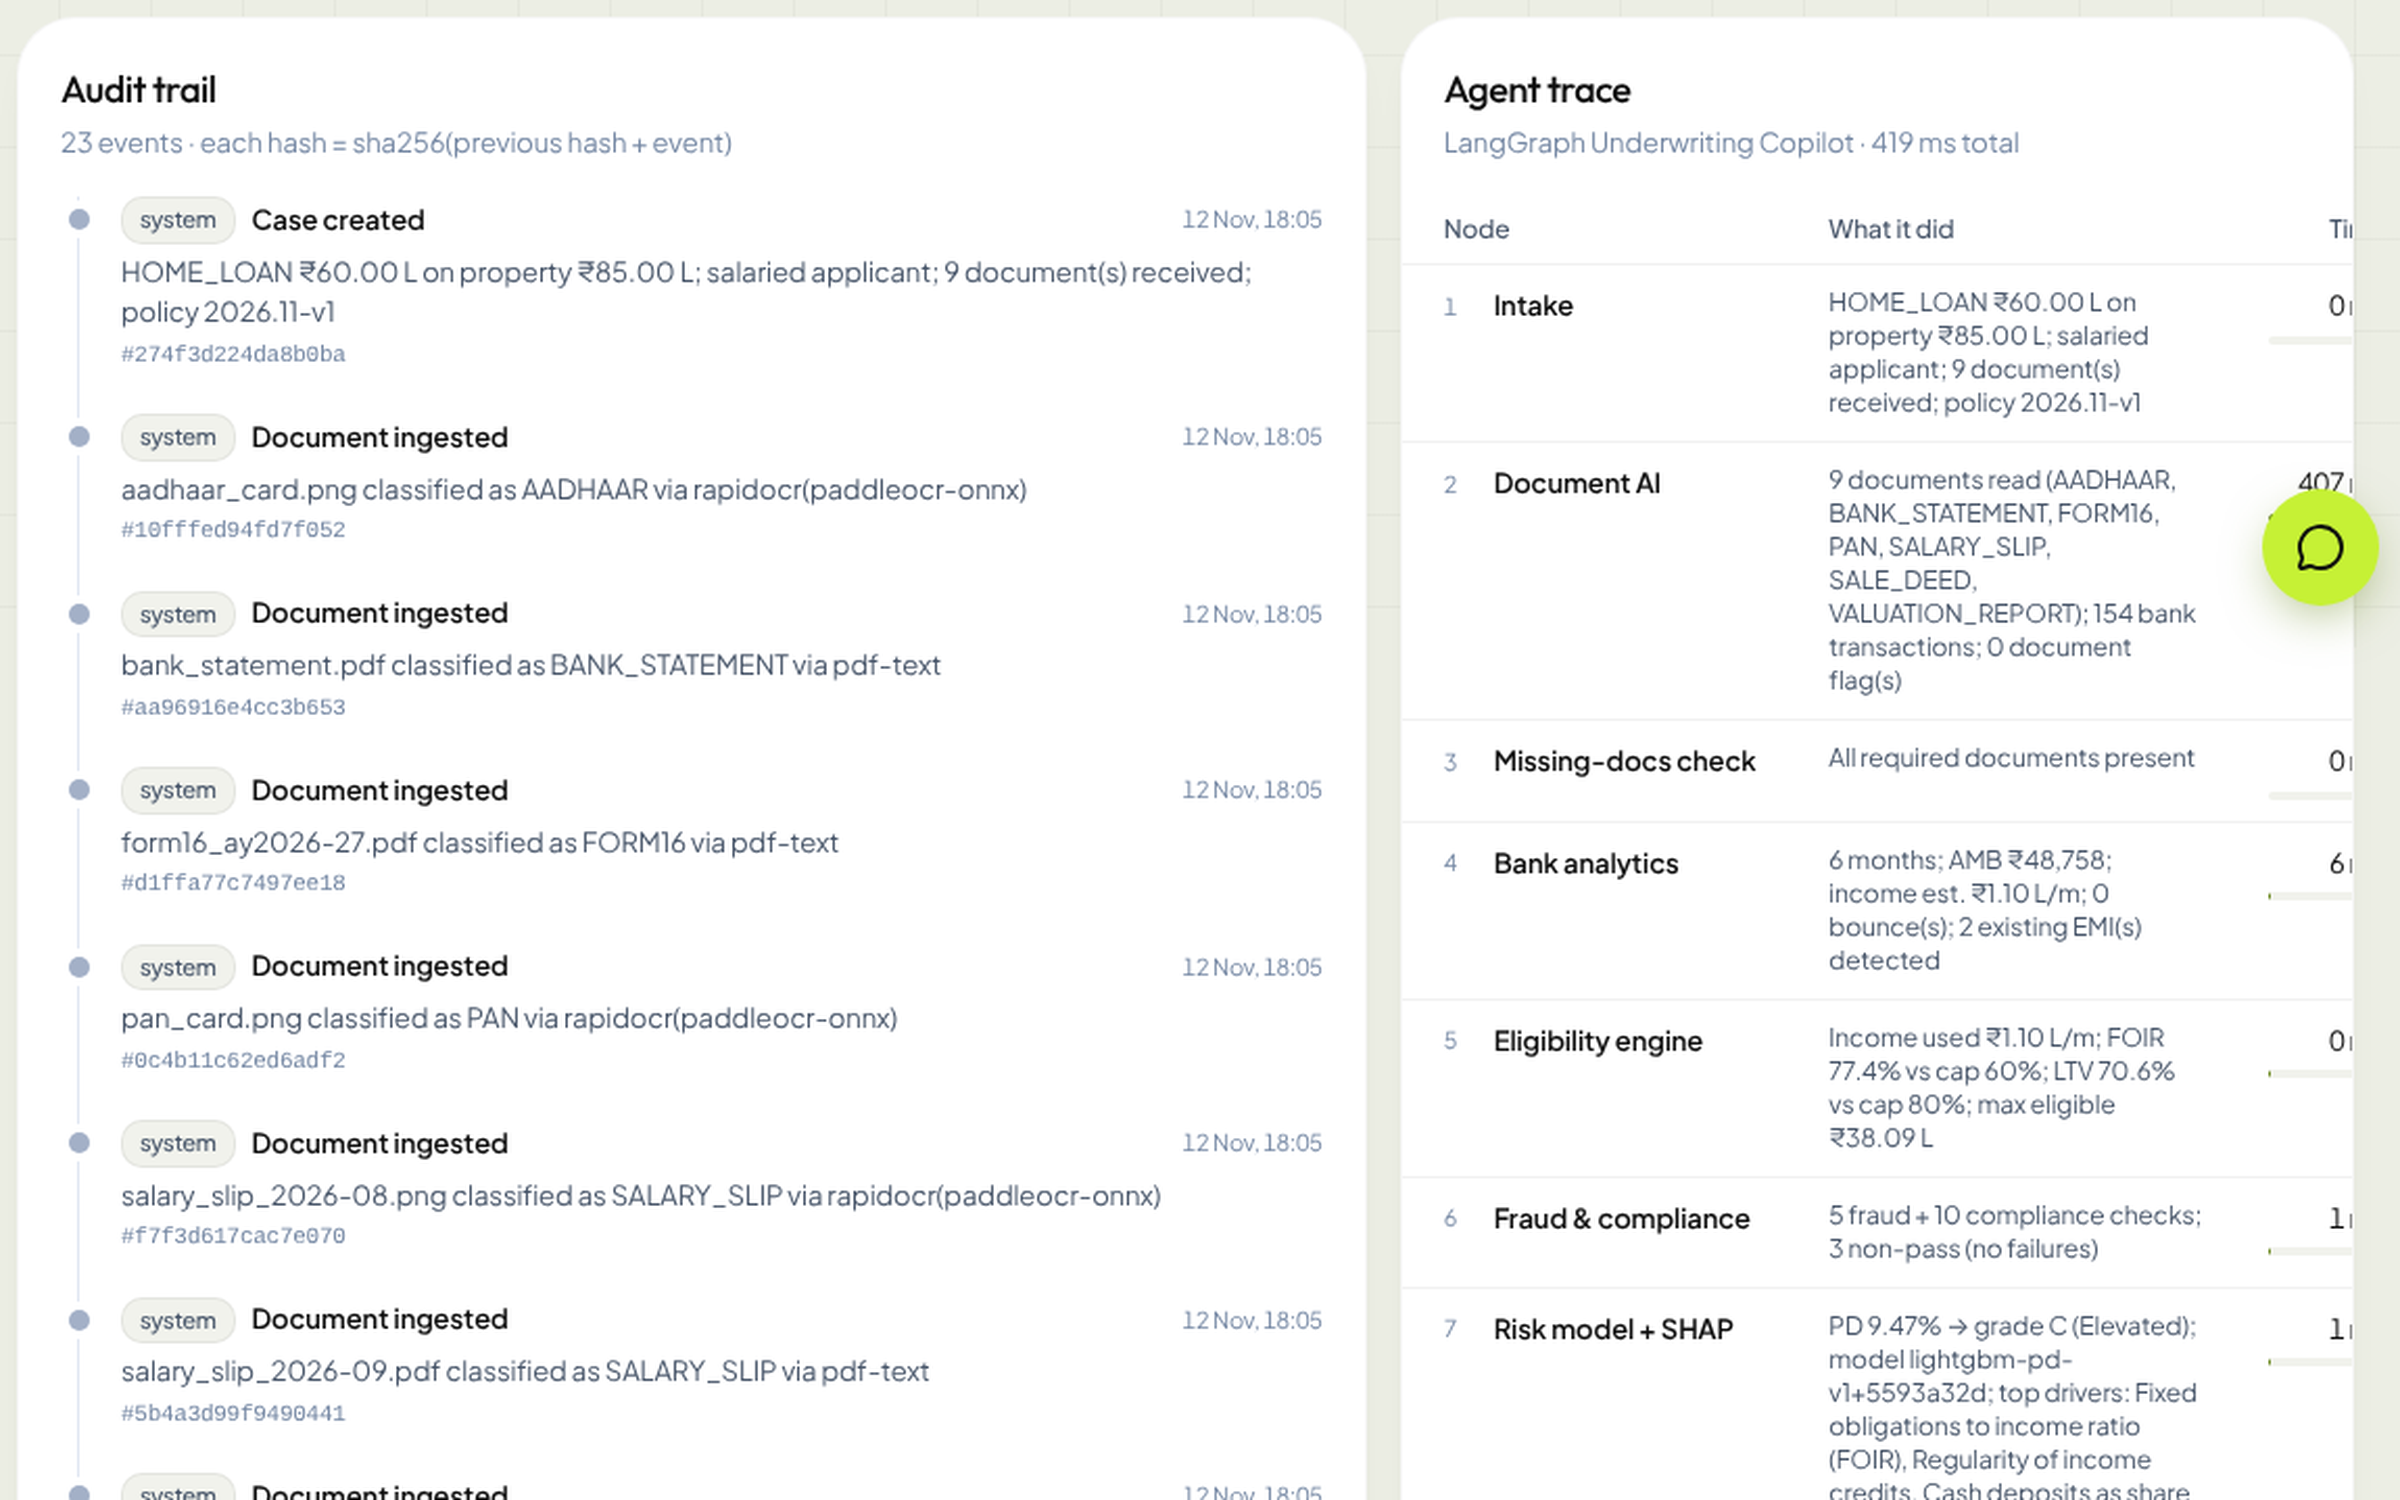 Audit trail
23 events · each hash = sha256(previous hash + event)
system Case created 12 Nov, 18:05
HOME_LOAN ₹60.00 L on property ₹85.00 L; salaried applicant; 9 document(s) received;
policy 2026.11-v1
#274f3d224da8b0ba
system Document ingested 12 Nov, 18:05
aadhaar_card.png classified as AADHAAR via rapidocr(paddleocr-onnx)
#10fffed94fd7f052
system Document ingested 12 Nov, 18:05
bank_statement.pdf classified as BANK_STATEMENT via pdf-text
#aa96916e4cc3b653
system Document ingested 12 Nov, 18:05
form16_ay2026-27.pdf classified as FORM16 via pdf-text
#d1ffa77c7497ee18
system Document ingested 12 Nov, 18:05
pan_card.png classified as PAN via rapidocr(paddleocr-onnx)
#0c4b11c62ed6adf2
system Document ingested 12 Nov, 18:05
salary_slip_2026-08.png classified as SALARY_SLIP via rapidocr(paddleocr-onnx)
#f7f3d617cac7e070
system Document ingested 12 Nov, 18:05
salary_slip_2026-09.pdf classified as SALARY_SLIP via pdf-text
#5b4a3d99f9490441
system Document ingested 12 Nov, 18:05
Agent trace
LangGraph Underwriting Copilot · 419 ms total
Node What it did
1 Intake HOME_LOAN ₹60.00 L on 0
property ₹85.00 L; salaried
applicant; 9 document(s)
received; policy 2026.11-v1
2 Document AI 9 documents read (AADHAAR, 407
BANK_STATEMENT, FORM16,
PAN, SALARY_SLIP,
SALE_DEED,
VALUATION_REPORT); 154 bank
transactions; 0 document
flag(s)
3 Missing-docs check All required documents present 0
4 Bank analytics 6 months; AMB ₹48,758; 6
income est. ₹1.10 L/m; 0
bounce(s); 2 existing EMI(s)
detected
5 Eligibility engine Income used ₹1.10 L/m; FOIR 0
77.4% vs cap 60%; LTV 70.6%
vs cap 80%; max eligible
₹38.09 L
6 Fraud & compliance 5 fraud + 10 compliance checks; 1
3 non-pass (no failures)
7 Risk model + SHAP PD 9.47% → grade C (Elevated); 1
model lightgbm-pd-
v1+5593a32d; top drivers: Fixed
obligations to income ratio
(FOIR), Regularity of income
credits, Cash deposits as share